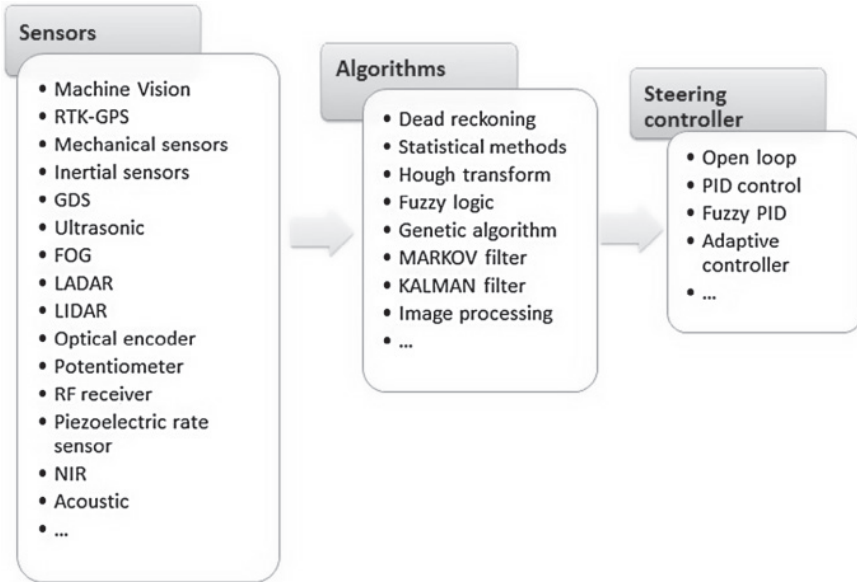 Sensors
• Machine Vision
• RTK-GPS
• Mechanical sensors
• Inertial sensors
• GDS
• Ultrasonic
• FOG
• LADAR
• LIDAR
• Optical encoder
• Potentiometer
• RF receiver
• Piezoelectric rate
sensor
• NIR
• Acoustic
• ...
Algorithms
• Dead reckoning
• Statistical methods
• Hough transform
• Fuzzy logic
• Genetic algorithm
• MARKOV filter
• KALMAN filter
• Image processing
• ...
Steering
controller
• Open loop
• PID control
• Fuzzy PID
• Adaptive
controller
• ...